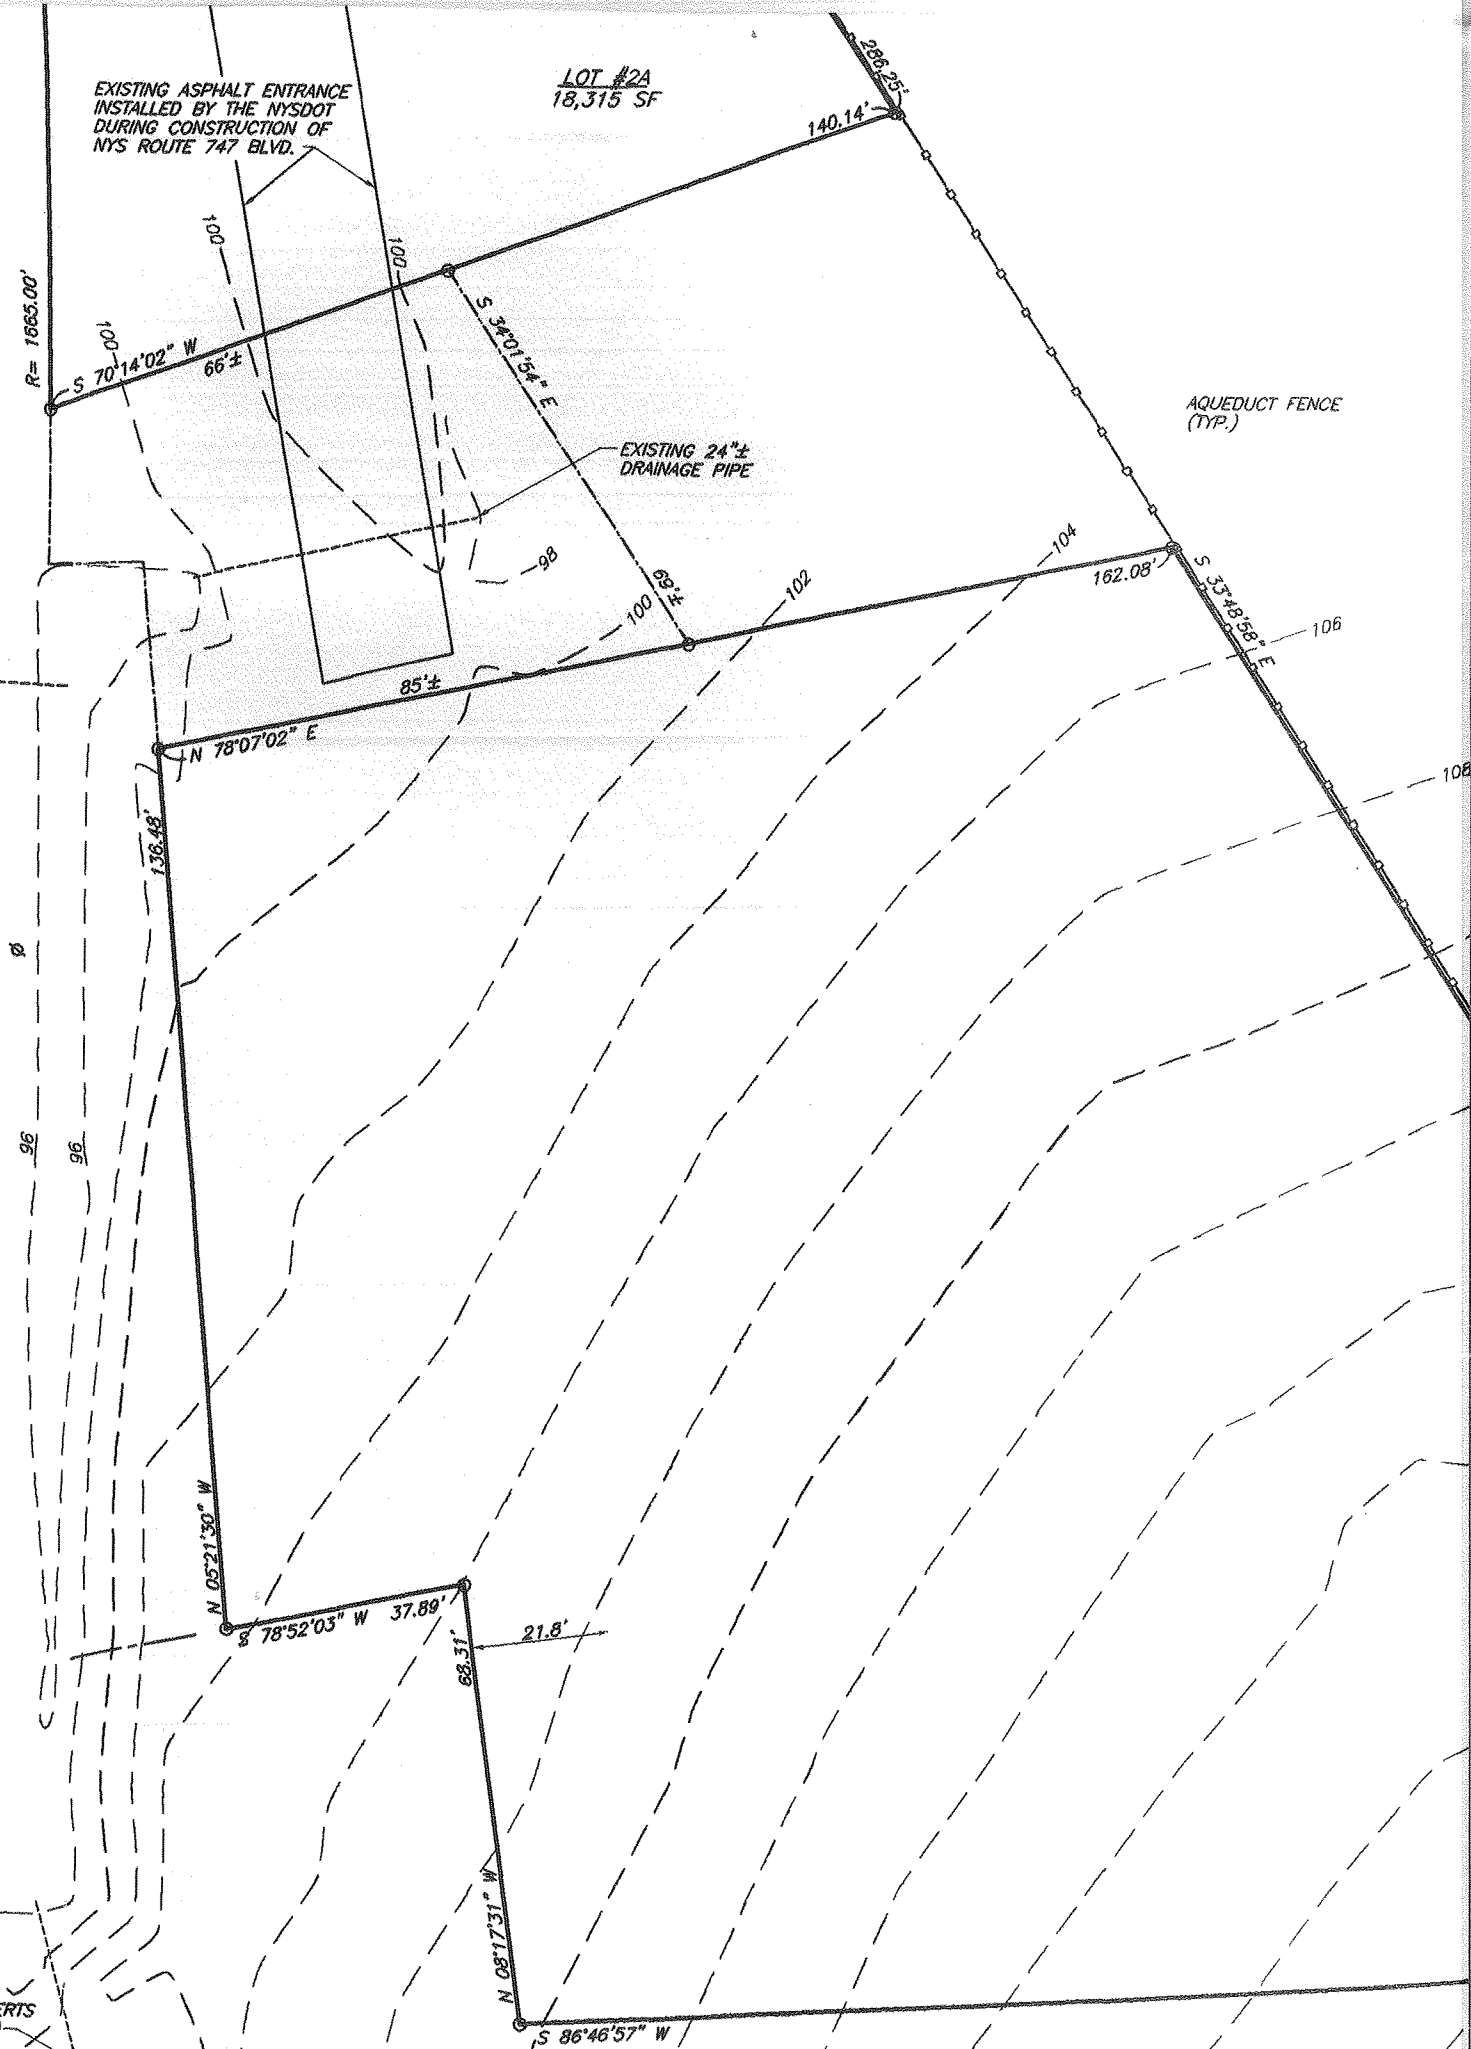 EXISTING ASPHALT ENTRANCE
INSTALLED BY THE NYSDOT
DURING CONSTRUCTION OF
NYS ROUTE 747 BLVD.
LOT #2A
18,315 SF
286.25'
140.14'
100
100
R= 1665.00'
100
S 70°14'02" W
66'±
S 34°01'54" E
AQUEDUCT FENCE
(TYP.)
EXISTING 24"±
DRAINAGE PIPE
98
104
69'±
102
162.08'
S 33°48'58" E
100
106
85'±
N 78°07'02" E
108
136.48'
Ø
96
96
N 05°21'30" W
S 78°52'03" W 37.89'
21.8'
68.31'
N 08°17'31" W
ERTS
S 86°46'57" W